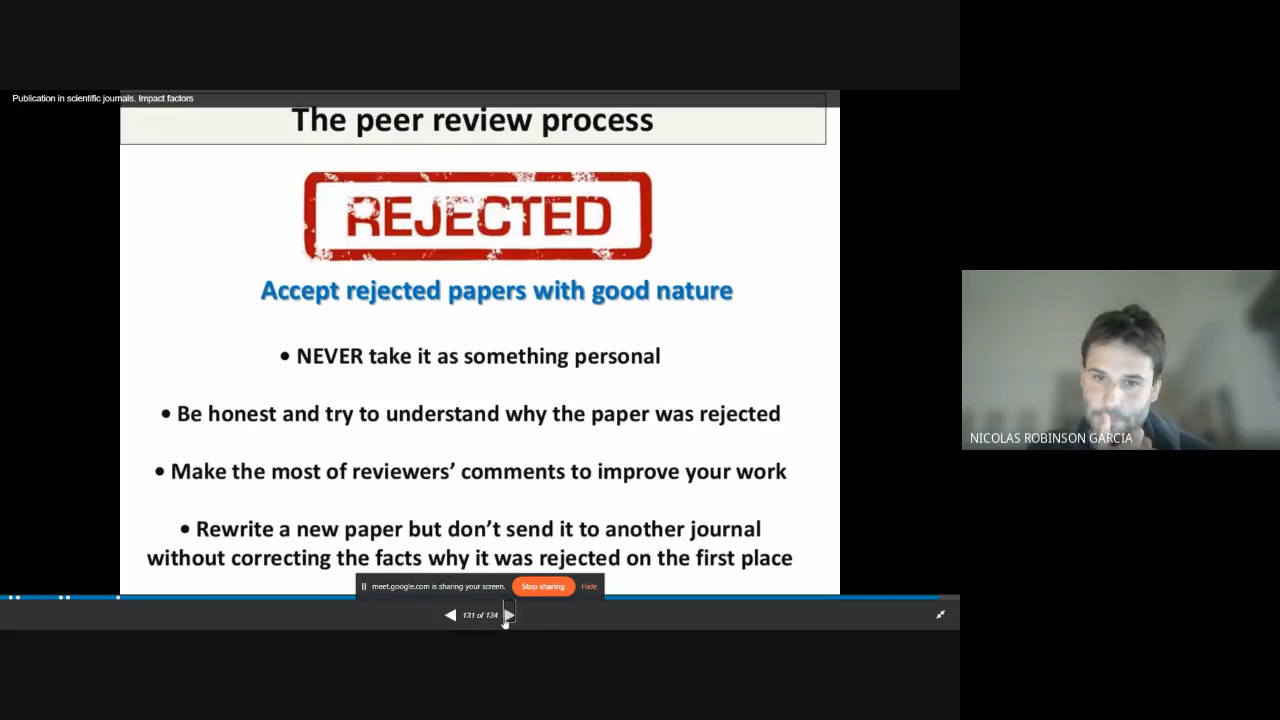 Publication in scientific journals. Impact factors
The peer review process
REJECTED
Accept rejected papers with good nature
• NEVER take it as something personal
• Be honest and try to understand why the paper was rejected
• Make the most of reviewers’ comments to improve your work
• Rewrite a new paper but don’t send it to another journal
without correcting the facts why it was rejected on the first place
meet.google.com is sharing your screen. Stop sharing Hide
131 of 134
NICOLAS ROBINSON GARCIA